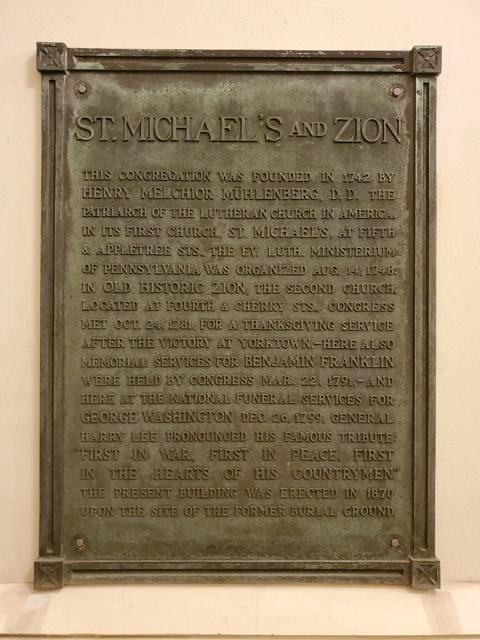 ST. MICHAEL'S AND ZION
THIS CONGREGATION WAS FOUNDED IN 1742 BY
HENRY MELCHIOR MÜHLENBERG, D. D. THE
PATRIARCH OF THE LUTHERAN CHURCH IN AMERICA.
IN ITS FIRST CHURCH, ST. MICHAEL'S, AT FIFTH
& APPLETREE STS., THE EV. LUTH. MINISTERIUM
OF PENNSYLVANIA WAS ORGANIZED AUG. 14, 1748.
IN OLD HISTORIC ZION, THE SECOND CHURCH,
LOCATED AT FOURTH & CHERRY STS., CONGRESS
MET OCT. 24, 1781, FOR A THANKSGIVING SERVICE
AFTER THE VICTORY AT YORKTOWN.–HERE ALSO
MEMORIAL SERVICES FOR BENJAMIN FRANKLIN
WERE HELD BY CONGRESS MAR. 22, 1791,–AND
HERE AT THE NATIONAL FUNERAL SERVICES FOR
GEORGE WASHINGTON DEC. 26, 1799, GENERAL
HARRY LEE PRONOUNCED HIS FAMOUS TRIBUTE
"FIRST IN WAR, FIRST IN PEACE, FIRST
IN THE HEARTS OF HIS COUNTRYMEN."
THE PRESENT BUILDING WAS ERECTED IN 1870
UPON THE SITE OF THE FORMER BURIAL GROUND